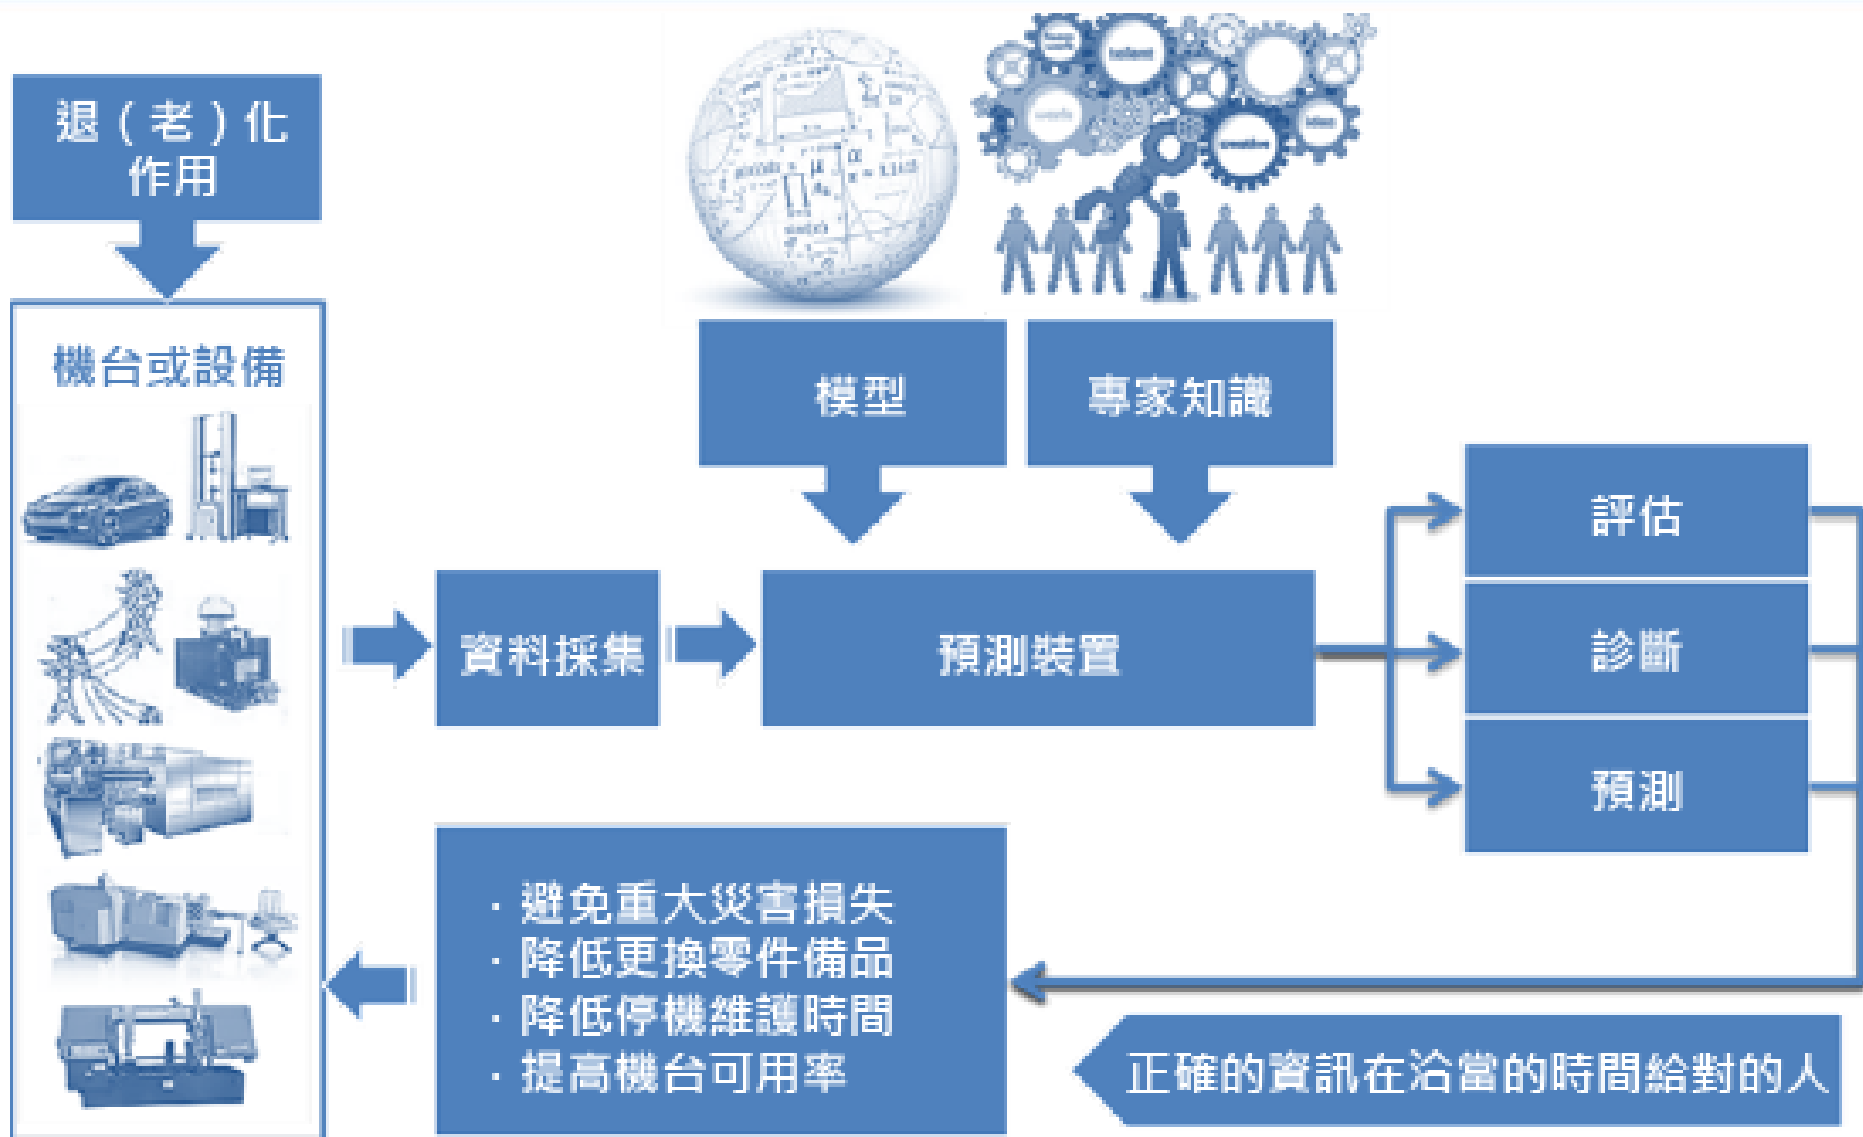 退（老）化
作用
機台或設備
talent
creative
模型
專家知識
資料採集
預測裝置
評估
診斷
預測
．避免重大災害損失
．降低更換零件備品
．降低停機維護時間
．提高機台可用率
正確的資訊在洽當的時間給對的人